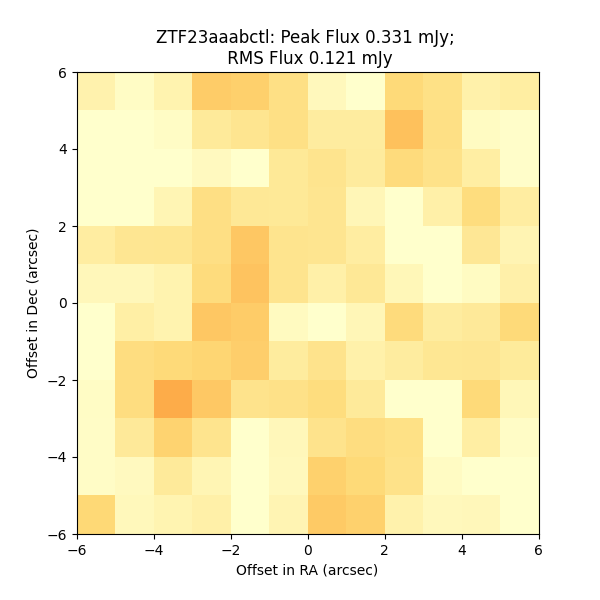 ZTF23aaabctl: Peak Flux 0.331 mJy;
RMS Flux 0.121 mJy
6
4
2
0
−2
−4
−6
Offset in Dec (arcsec)
−6 −4 −2 0 2 4 6
Offset in RA (arcsec)